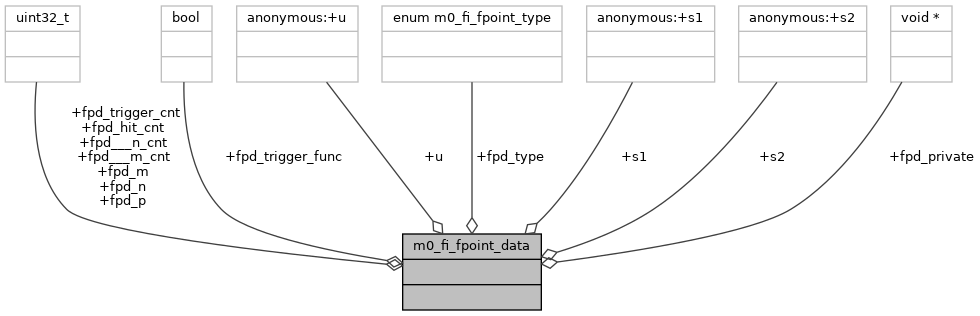 uint32_t
bool
anonymous:+u
enum m0_fi_fpoint_type
anonymous:+s1
anonymous:+s2
void *
+fpd_trigger_cnt
+fpd_hit_cnt
+fpd___n_cnt
+fpd___m_cnt
+fpd_m
+fpd_n
+fpd_p
+fpd_trigger_func
+u
+fpd_type
+s1
+s2
+fpd_private
m0_fi_fpoint_data